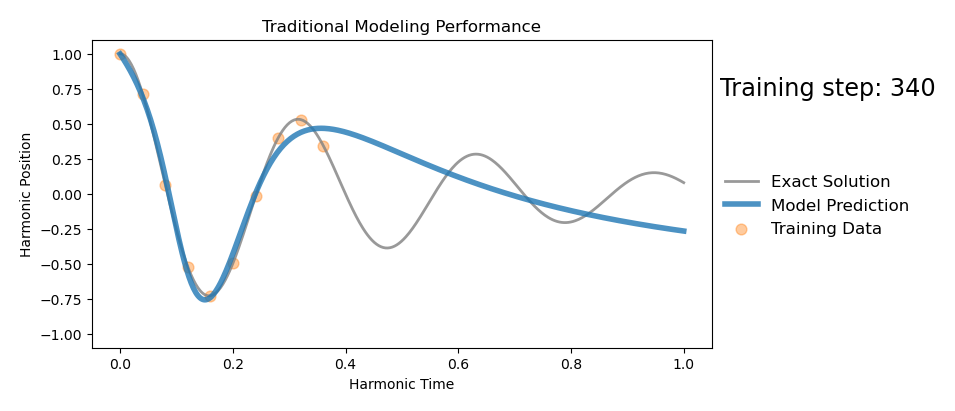 Traditional Modeling Performance
1.00
0.75
0.50
0.25
0.00
−0.25
−0.50
−0.75
−1.00
Harmonic Position
0.0 0.2 0.4 0.6 0.8 1.0
Harmonic Time
Training step: 340
Exact Solution
Model Prediction
Training Data